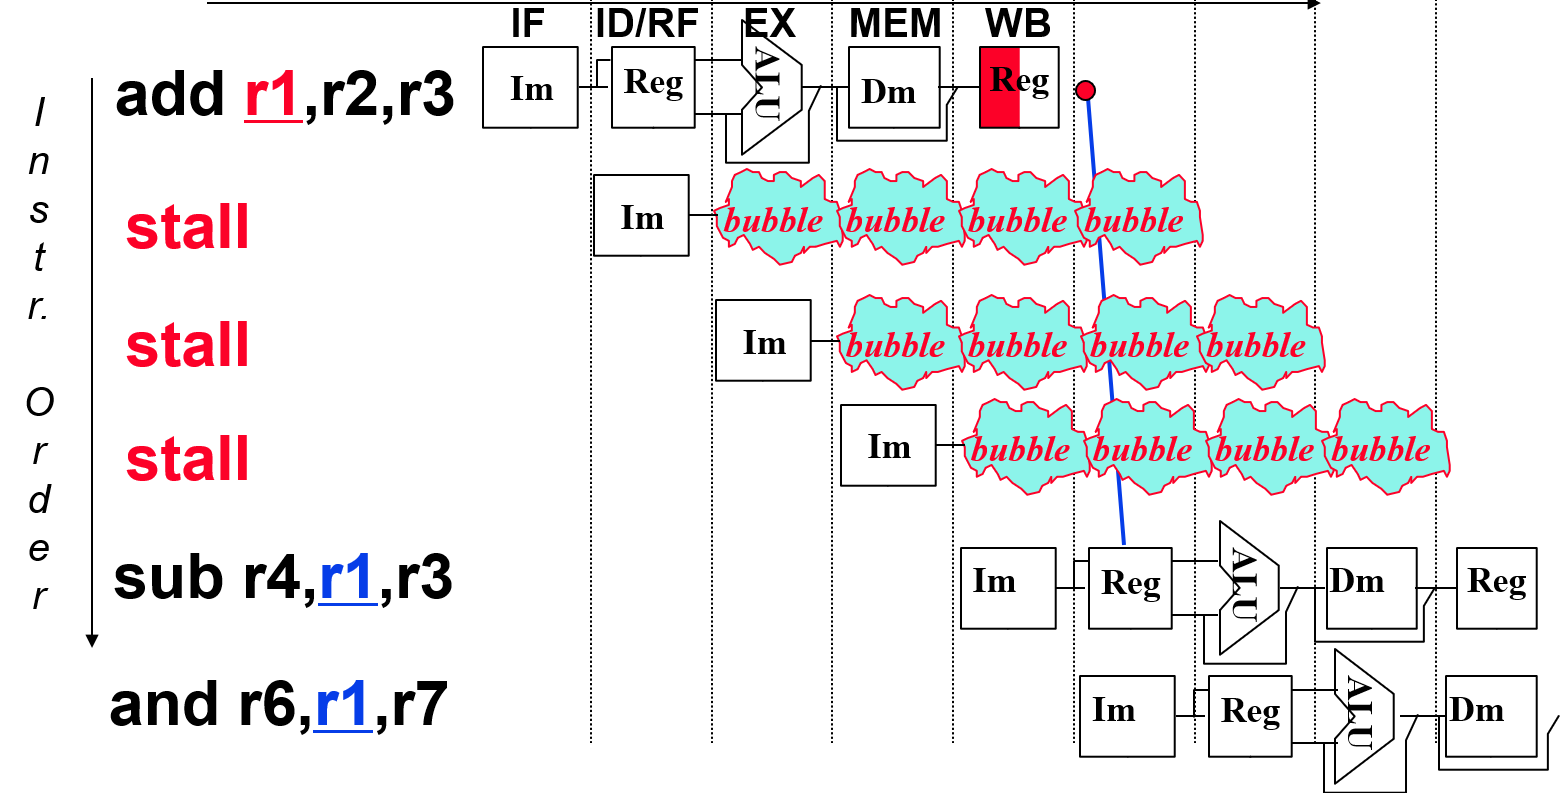 IF ID/RF EX MEM WB
Instr. Order
add r1,r2,r3 Im Reg ALU Dm Reg
stall Im bubble bubble bubble bubble
stall Im bubble bubble bubble bubble
stall Im bubble bubble bubble bubble
sub r4,r1,r3 Im Reg ALU Dm Reg
and r6,r1,r7 Im Reg ALU Dm